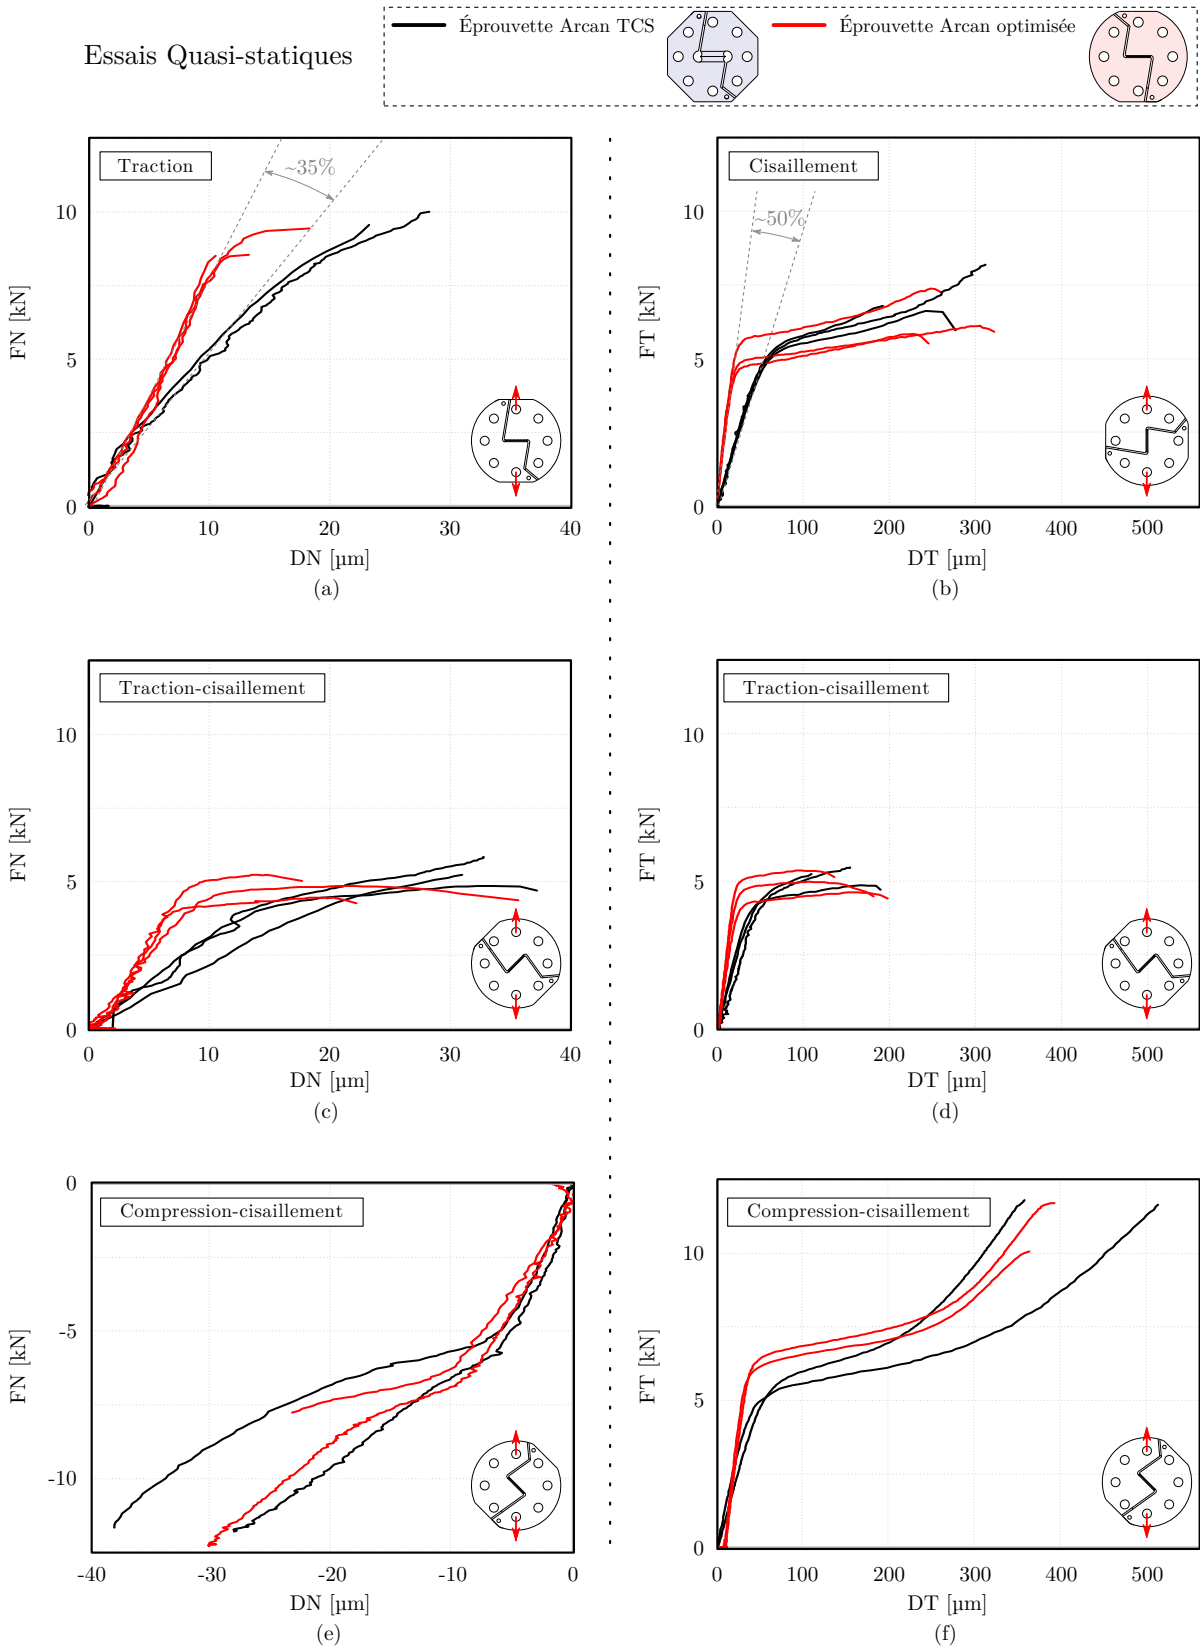 Essais Quasi-statiques
Éprouvette Arcan TCS
Éprouvette Arcan optimisée
Traction
~35%
10
5
0
FN [kN]
0 10 20 30 40
DN [µm]
(a)
Cisaillement
~50%
10
5
0
FT [kN]
0 100 200 300 400 500
DT [µm]
(b)
Traction-cisaillement
10
5
0
FN [kN]
0 10 20 30 40
DN [µm]
(c)
Traction-cisaillement
10
5
0
FT [kN]
0 100 200 300 400 500
DT [µm]
(d)
Compression-cisaillement
0
-5
-10
FN [kN]
-40 -30 -20 -10 0
DN [µm]
(e)
Compression-cisaillement
10
5
0
FT [kN]
0 100 200 300 400 500
DT [µm]
(f)